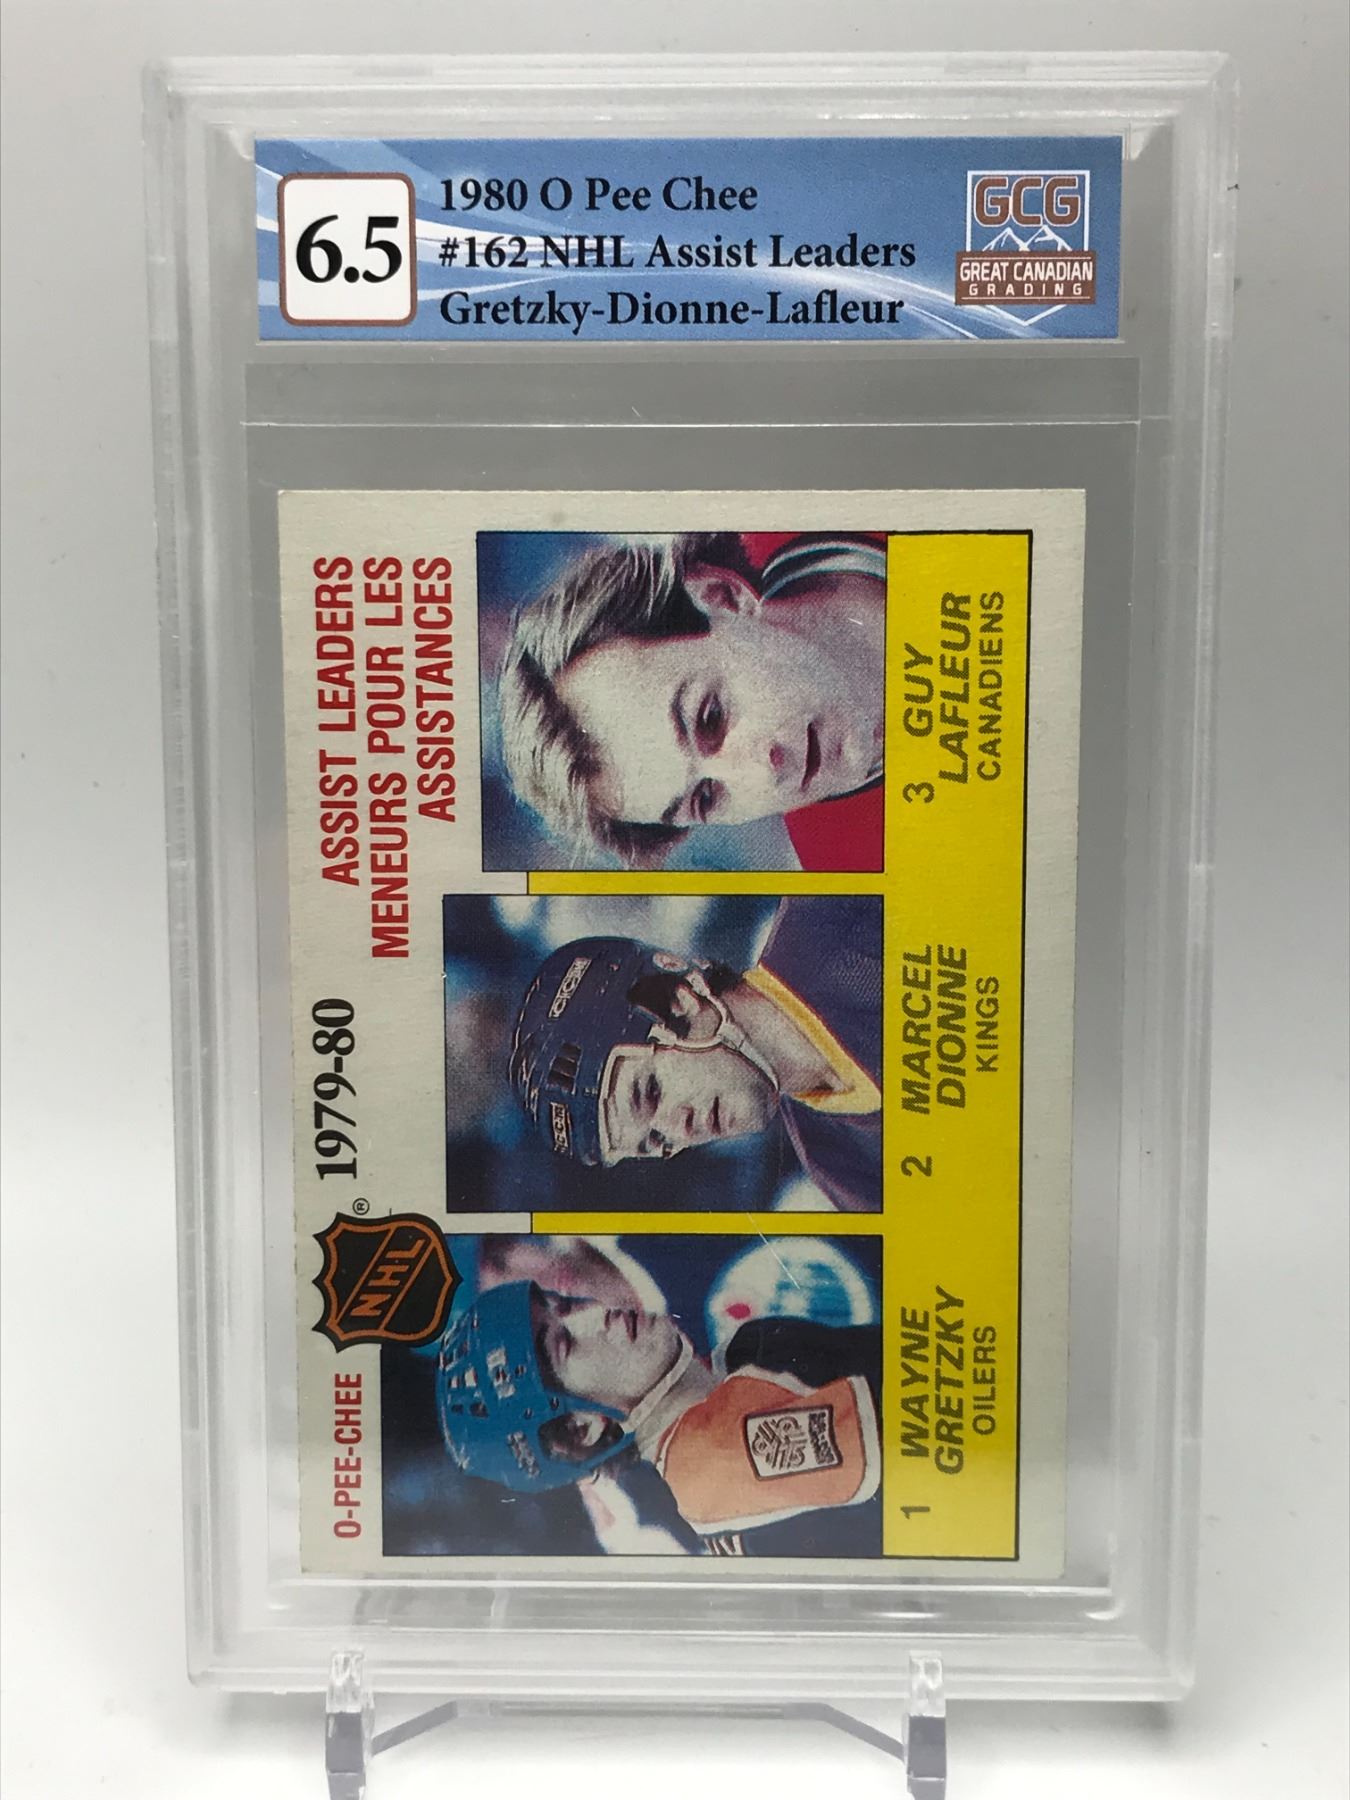 6.5
1980 O Pee Chee
#162 NHL Assist Leaders
Gretzky-Dionne-Lafleur
GCG
GREAT CANADIAN
GRADING
O-PEE-CHEE
NHL
®
1979-80
ASSIST LEADERS
MENEURS POUR LES
ASSISTANCES
CCM
CCM
1 WAYNE
GRETZKY
OILERS
2 MARCEL
DIONNE
KINGS
3 GUY
LAFLEUR
CANADIENS